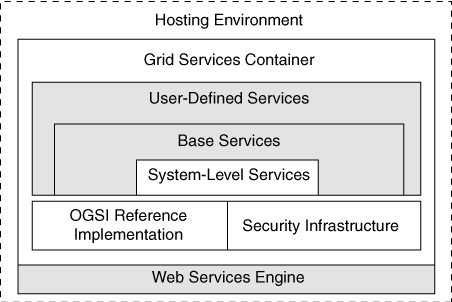 Hosting Environment
Grid Services Container
User-Defined Services
Base Services
System-Level Services
OGSI Reference
Implementation
Security Infrastructure
Web Services Engine